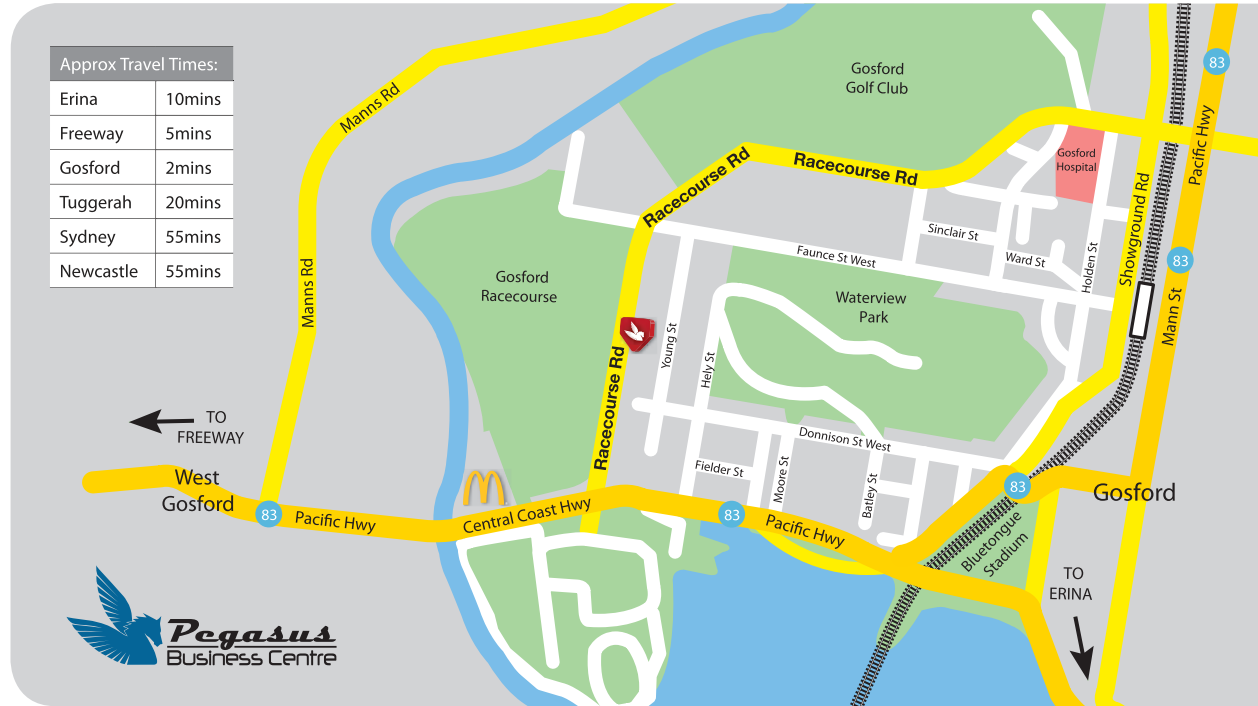 Approx Travel Times:
Erina 10mins
Freeway 5mins
Gosford 2mins
Tuggerah 20mins
Sydney 55mins
Newcastle 55mins
Manns Rd
Manns Rd
Gosford
Golf Club
83
Pacific Hwy
Racecourse Rd
Racecourse Rd
Gosford
Hospital
Showground Rd
Sinclair St
Ward St
Holden St
Faunce St West
83
Mann St
Gosford
Racecourse
Waterview
Park
Young St
Hely St
Racecourse Rd
TO
FREEWAY
Donnison St West
West
Gosford
Fielder St
Moore St
Batley St
83
Gosford
83
Pacific Hwy
Central Coast Hwy
83
Pacific Hwy
Bluetongue
Stadium
TO
ERINA
Pegasus
Business Centre